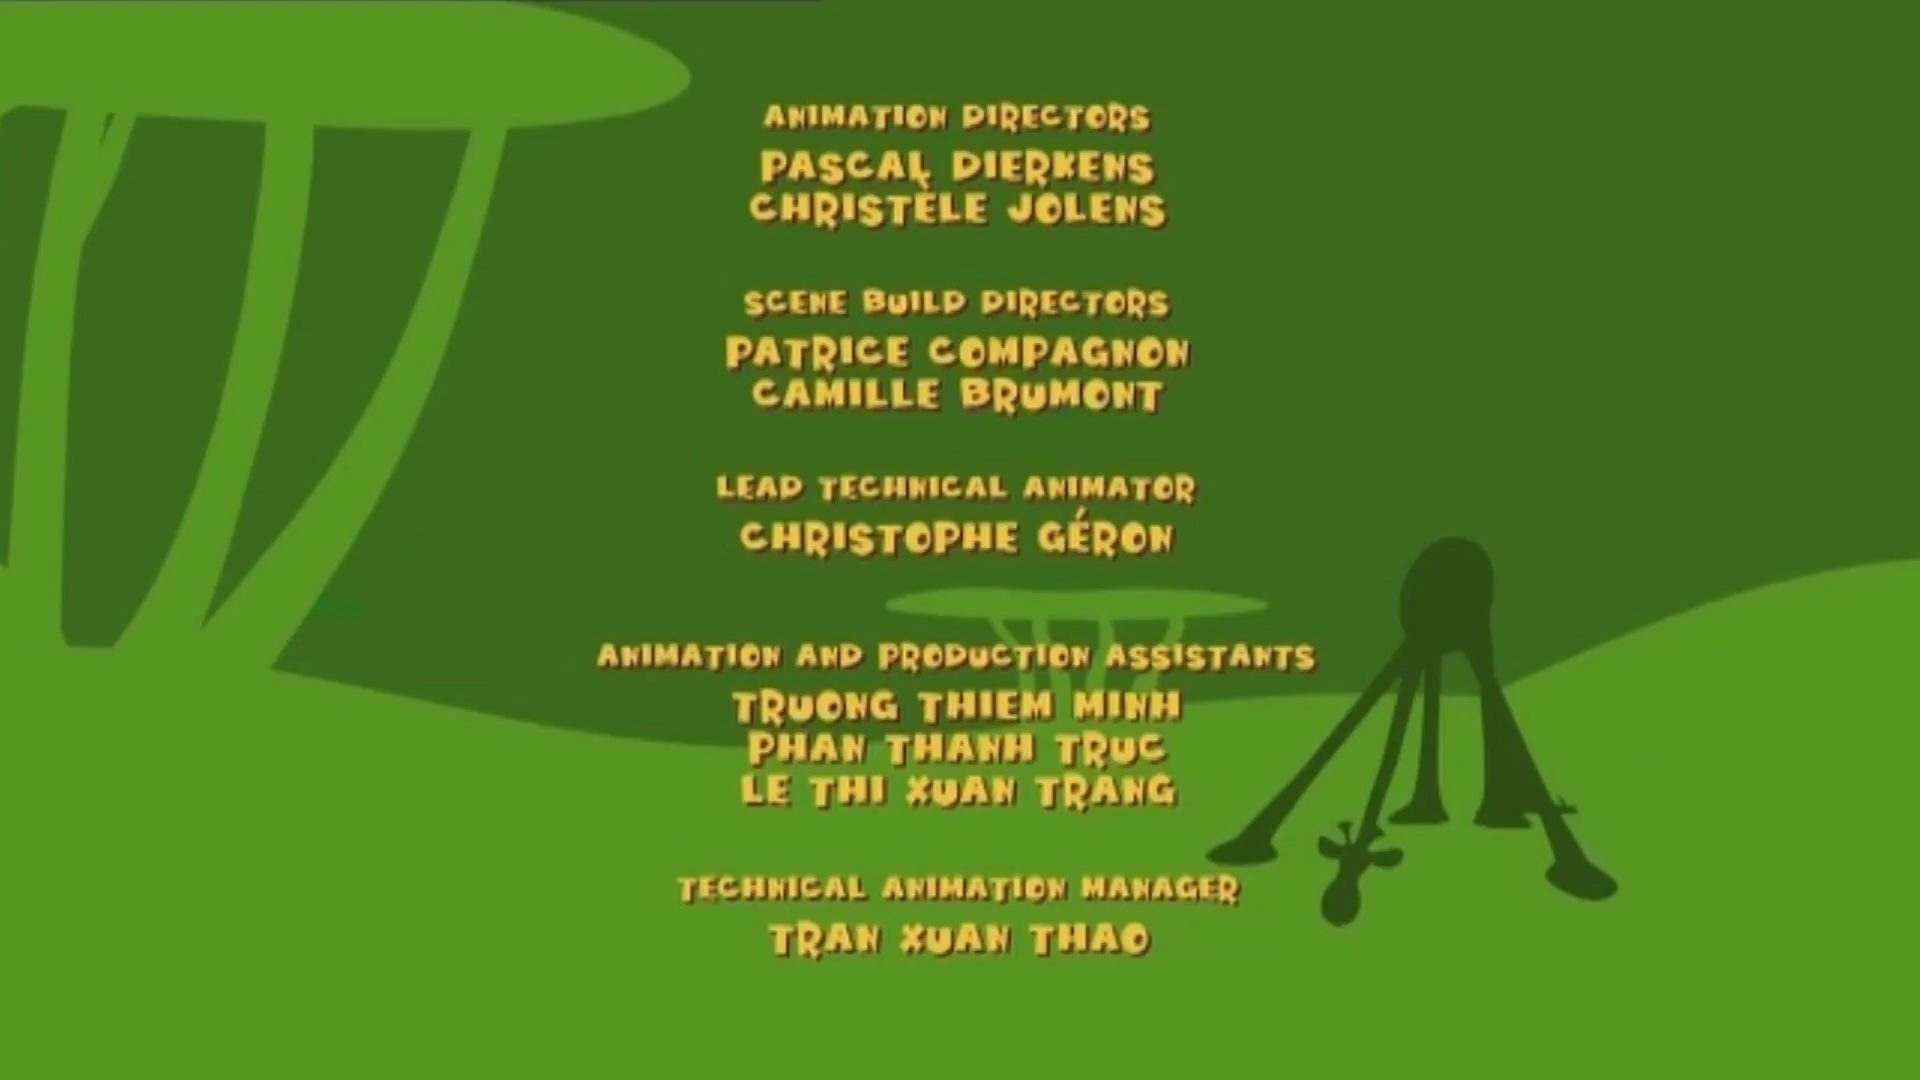 ANIMATION DIRECTORS
PASCAL DIERKENS
CHRISTÈLE JOLENS
SCENE BUILD DIRECTORS
PATRICE COMPAGNON
CAMILLE BRUMONT
LEAD TECHNICAL ANIMATOR
CHRISTOPHE GÉRON
ANIMATION AND PRODUCTION ASSISTANTS
TRUONG THIEM MINH
PHAN THANH TRUC
LE THI XUAN TRANG
TECHNICAL ANIMATION MANAGER
TRAN XUAN THAO